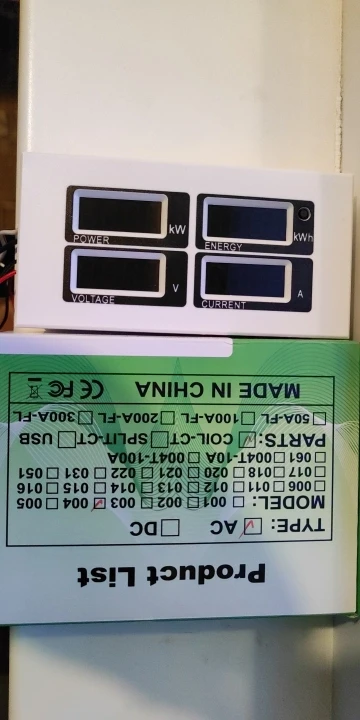 kW
POWER
kWh
ENERGY
V
VOLTAGE
A
CURRENT
Product List
TYPE: AC DC
MODEL: 001 002 003 004 005
006 011 012 013 014 015 016
017 018 020 021 022 031 051
061 004T-10A 004T-100A
PARTS: COIL-CT SPLIT-CT USB
50A-FL 100A-FL 200A-FL 300A-FL
MADE IN CHINA CE FC